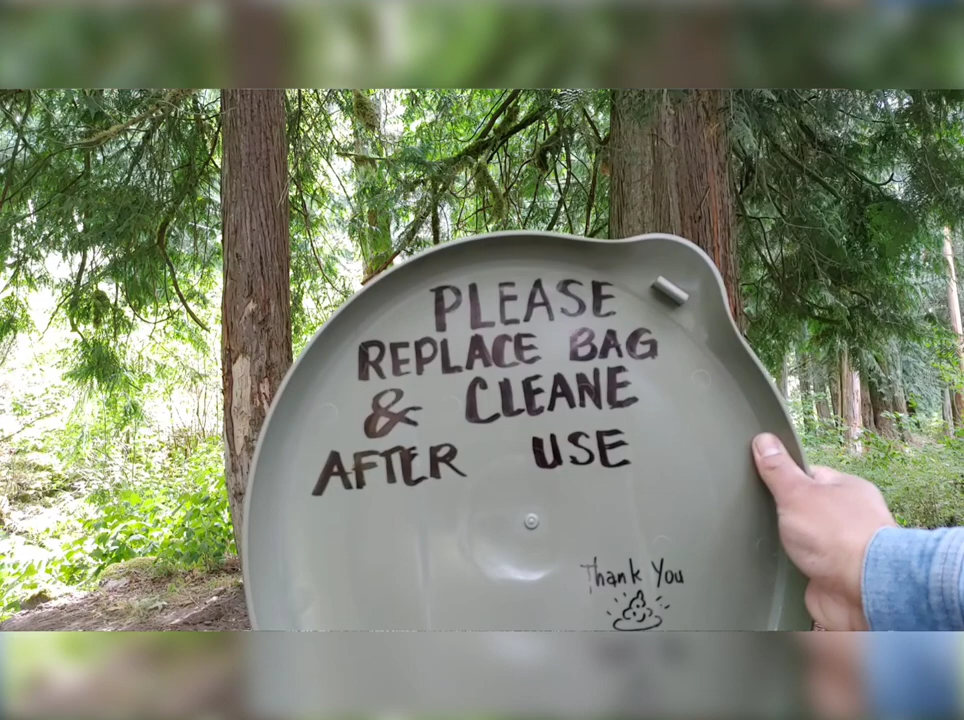 PLEASE
REPLACE BAG
& CLEANE
AFTER USE
Thank You